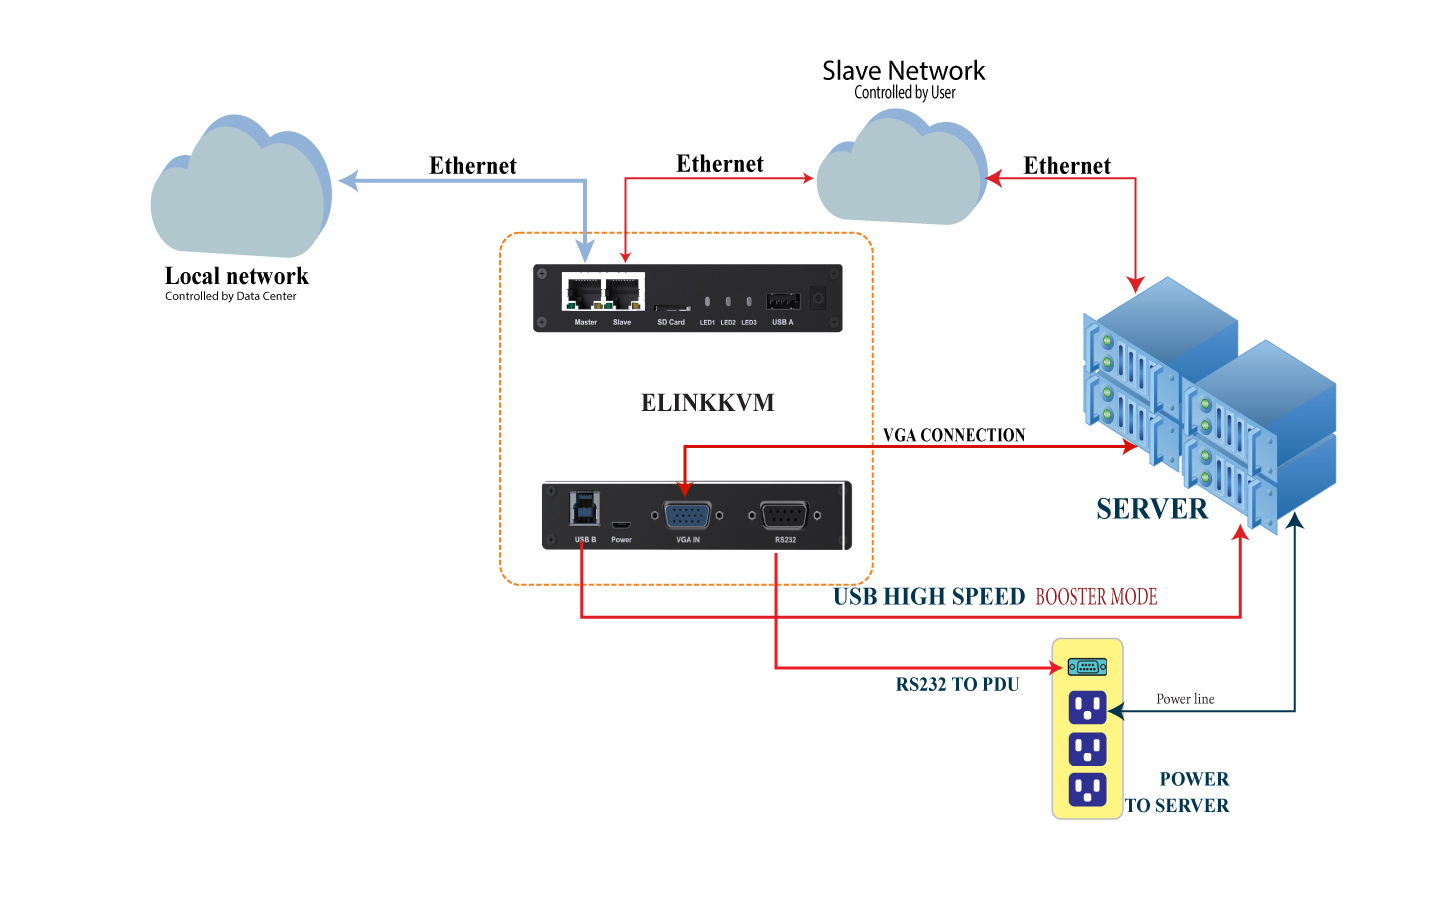 Slave Network
Controlled by User
Ethernet
Ethernet
Ethernet
Local network
Controlled by Data Center
Master
Slave
SD Card
LED1
LED2
LED3
USB A
ELINKKVM
VGA CONNECTION
USB B
Power
VGA IN
RS232
SERVER
USB HIGH SPEED BOOSTER MODE
RS232 TO PDU
Power line
POWER
TO SERVER